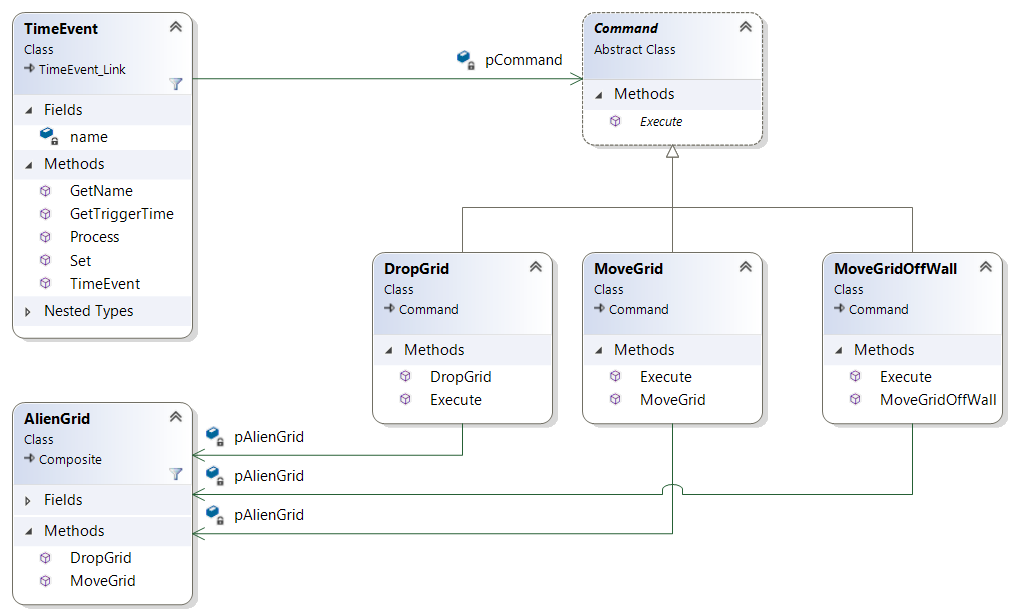 TimeEvent
Class
TimeEvent_Link
Fields
name
Methods
GetName
GetTriggerTime
Process
Set
TimeEvent
Nested Types
pCommand
Command
Abstract Class
Methods
Execute
DropGrid
Class
Command
Methods
DropGrid
Execute
MoveGrid
Class
Command
Methods
Execute
MoveGrid
MoveGridOffWall
Class
Command
Methods
Execute
MoveGridOffWall
AlienGrid
Class
Composite
Fields
Methods
DropGrid
MoveGrid
pAlienGrid
pAlienGrid
pAlienGrid